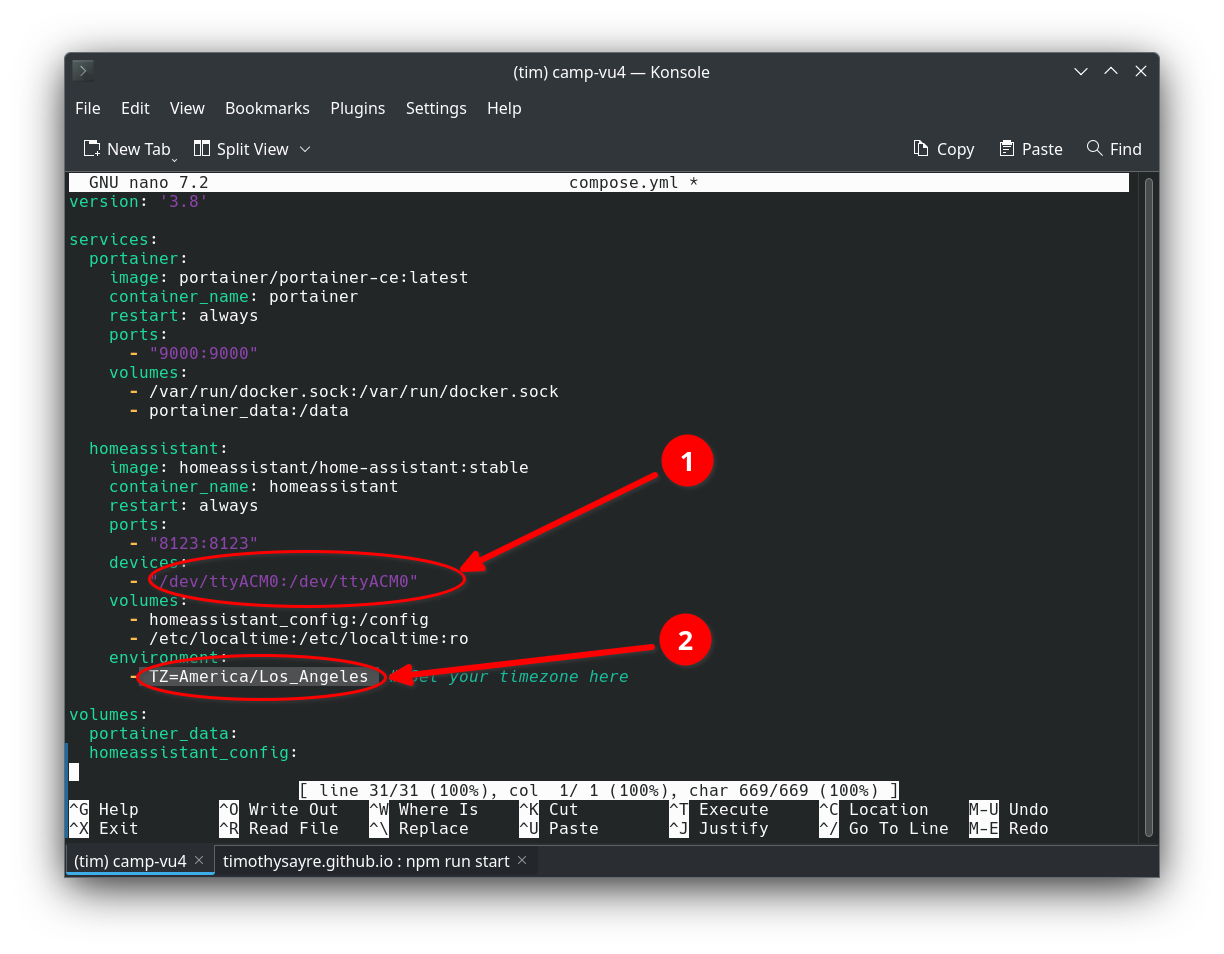 (tim) camp-vu4 — Konsole
File Edit View Bookmarks Plugins Settings Help
New Tab Split View Copy Paste Find
GNU nano 7.2 compose.yml *
version: '3.8'
services:
  portainer:
    image: portainer/portainer-ce:latest
    container_name: portainer
    restart: always
    ports:
      - "9000:9000"
    volumes:
      - /var/run/docker.sock:/var/run/docker.sock
      - portainer_data:/data
  homeassistant:
    image: homeassistant/home-assistant:stable
    container_name: homeassistant
    restart: always
    ports:
      - "8123:8123"
    devices:
      - "/dev/ttyACM0:/dev/ttyACM0"
    volumes:
      - homeassistant_config:/config
      - /etc/localtime:/etc/localtime:ro
    environment:
      - TZ=America/Los_Angeles # Set your timezone here
volumes:
  portainer_data:
  homeassistant_config:
1
2
[ line 31/31 (100%), col  1/ 1 (100%), char 669/669 (100%) ]
^G Help ^O Write Out ^W Where Is ^K Cut ^T Execute ^C Location M-U Undo
^X Exit ^R Read File ^\ Replace ^U Paste ^J Justify ^/ Go To Line M-E Redo
(tim) camp-vu4 × timothysayre.github.io : npm run start ×